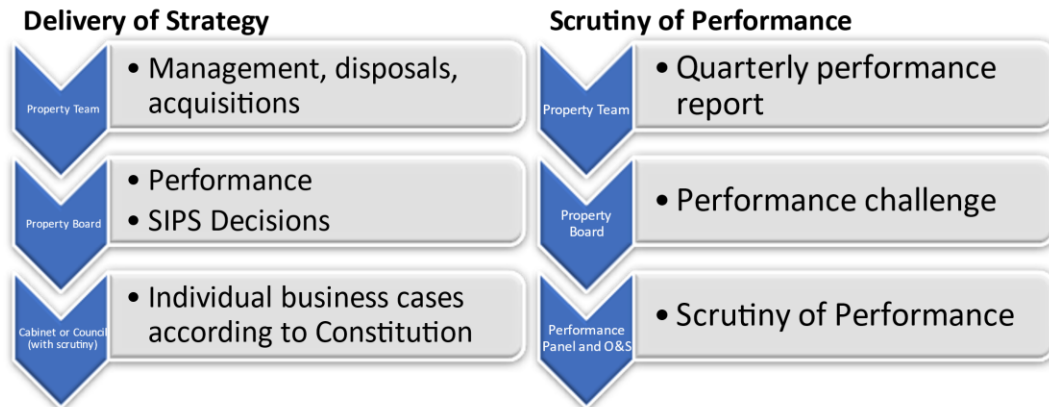 Delivery of Strategy
Property Team
• Management, disposals,
acquisitions
Property Board
• Performance
• SIPS Decisions
Cabinet or Council
(with scrutiny)
• Individual business cases
according to Constitution
Scrutiny of Performance
Property Team
• Quarterly performance
report
Property
Board
• Performance challenge
Performance
Panel and O&S
• Scrutiny of Performance